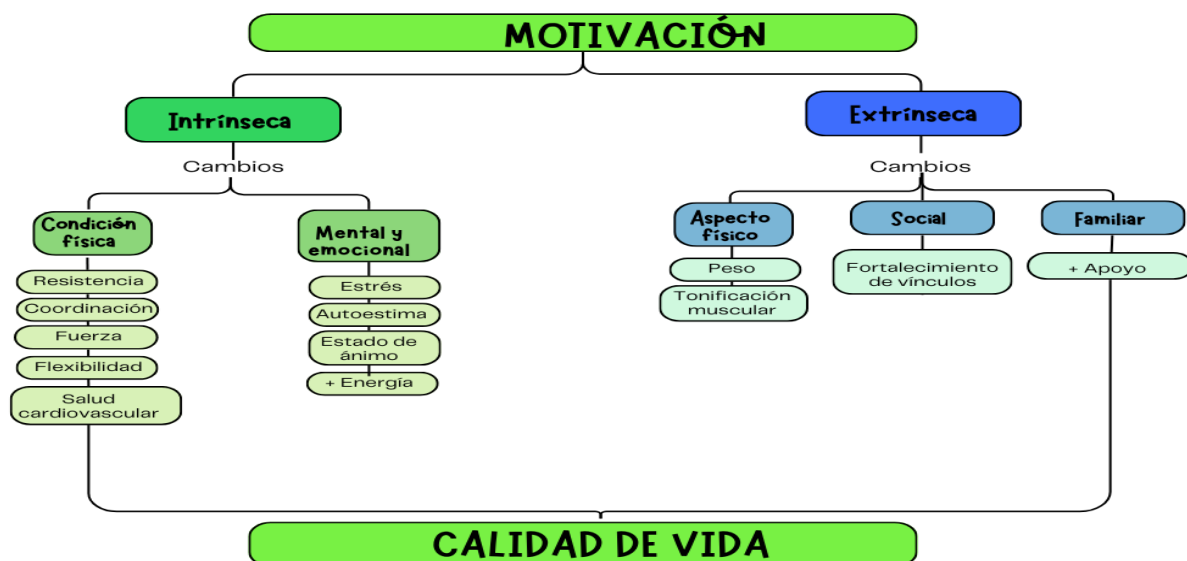 MOTIVACIÓN
Intrínseca
Extrínseca
Cambios
Cambios
Condición
física
Mental y
emocional
Aspecto
físico
Social
Familiar
Resistencia
Coordinación
Fuerza
Flexibilidad
Salud
cardiovascular
Estrés
Autoestima
Estado de
ánimo
+ Energía
Peso
Tonificación
muscular
Fortalecimiento
de vínculos
+ Apoyo
CALIDAD DE VIDA